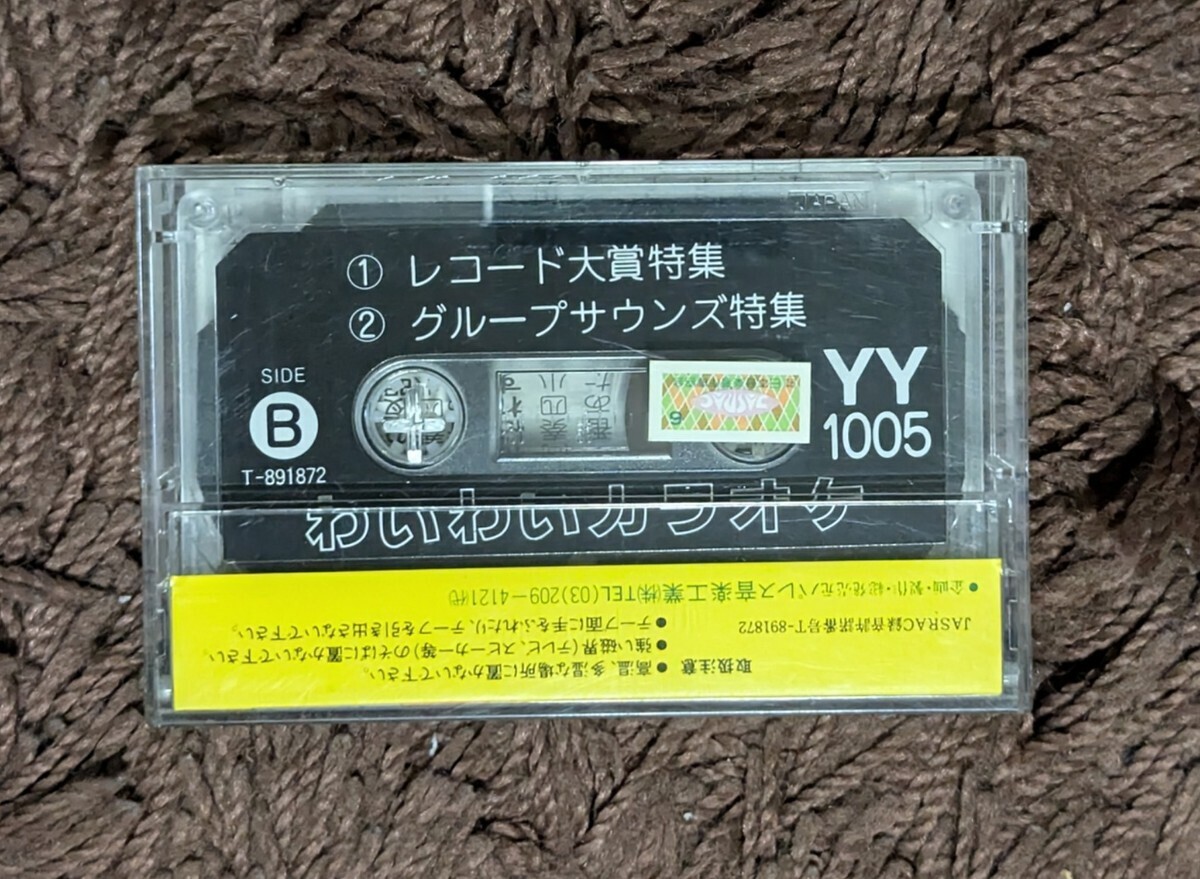 JAPAN
① レコード大賞特集
② グループサウンズ特集
SIDE
B
T-891872
YY
1005
JASRAC
6
わいわいカラオケ
取扱注意
● 高温、多湿な場所に置かないで下さい。
● 強い磁界(テレビ、スピーカー等)のそばに置かないで下さい。
● テープ面に手をふれたり、テープを引き出さないで下さい。
JASRAC録音許諾番号T-891872
● 企画・製作・総発売元パレス音楽工業㈱TEL(03)209-4121㈹